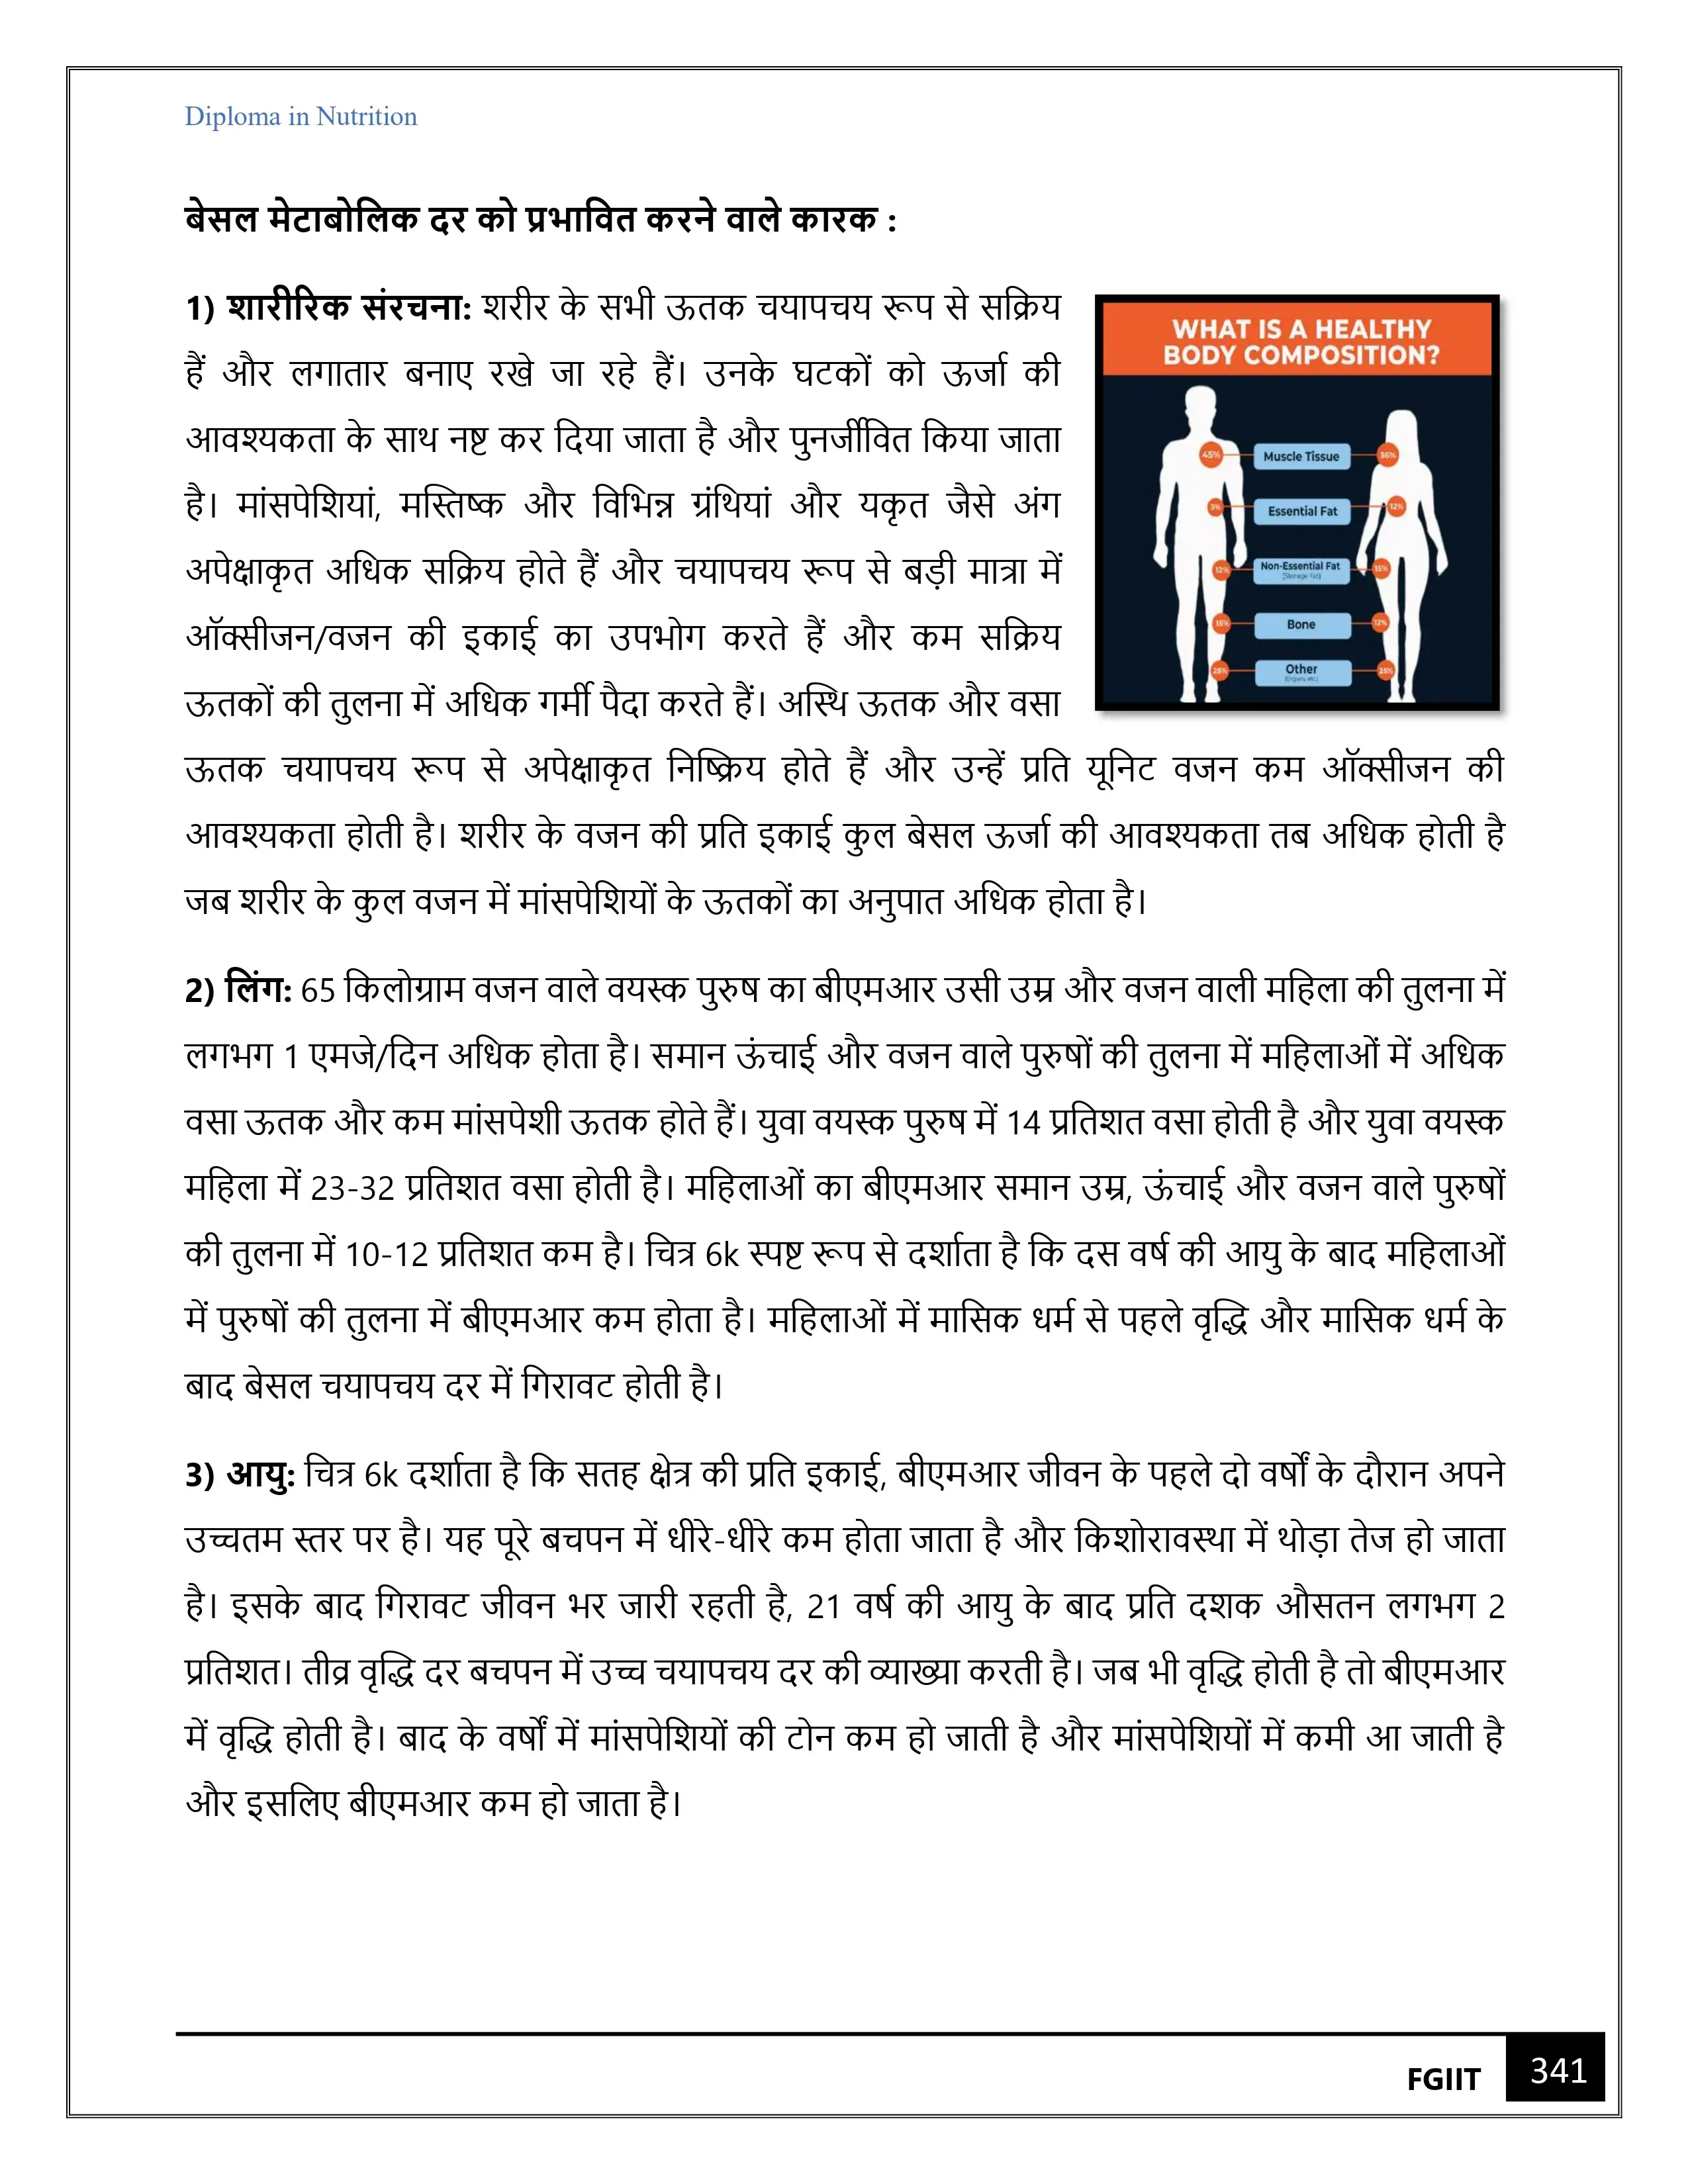 Diploma in Nutrition
बेसल मेटाबोलिक दर को प्रभावित करने वाले कारक :
1) शारीरिक संरचना: शरीर के सभी ऊतक चयापचय रूप से सक्रिय
हैं और लगातार बनाए रखे जा रहे हैं। उनके घटकों को ऊर्जा की
आवश्यकता के साथ नष्ट कर दिया जाता है और पुनर्जीवित किया जाता
है। मांसपेशियां, मस्तिष्क और विभिन्न ग्रंथियां और यकृत जैसे अंग
अपेक्षाकृत अधिक सक्रिय होते हैं और चयापचय रूप से बड़ी मात्रा में
ऑक्सीजन/वजन की इकाई का उपभोग करते हैं और कम सक्रिय
ऊतकों की तुलना में अधिक गर्मी पैदा करते हैं। अस्थि ऊतक और वसा
ऊतक चयापचय रूप से अपेक्षाकृत निष्क्रिय होते हैं और उन्हें प्रति यूनिट वजन कम ऑक्सीजन की
आवश्यकता होती है। शरीर के वजन की प्रति इकाई कुल बेसल ऊर्जा की आवश्यकता तब अधिक होती है
जब शरीर के कुल वजन में मांसपेशियों के ऊतकों का अनुपात अधिक होता है।
WHAT IS A HEALTHY
BODY COMPOSITION?
45% Muscle Tissue 36%
3% Essential Fat 12%
12% Non-Essential Fat 15%
(Storage Fat)
15% Bone 12%
25% Other 25%
(Organs, etc.)
2) लिंग: 65 किलोग्राम वजन वाले वयस्क पुरुष का बीएमआर उसी उम्र और वजन वाली महिला की तुलना में
लगभग 1 एमजे/दिन अधिक होता है। समान ऊंचाई और वजन वाले पुरुषों की तुलना में महिलाओं में अधिक
वसा ऊतक और कम मांसपेशी ऊतक होते हैं। युवा वयस्क पुरुष में 14 प्रतिशत वसा होती है और युवा वयस्क
महिला में 23-32 प्रतिशत वसा होती है। महिलाओं का बीएमआर समान उम्र, ऊंचाई और वजन वाले पुरुषों
की तुलना में 10-12 प्रतिशत कम है। चित्र 6k स्पष्ट रूप से दर्शाता है कि दस वर्ष की आयु के बाद महिलाओं
में पुरुषों की तुलना में बीएमआर कम होता है। महिलाओं में मासिक धर्म से पहले वृद्धि और मासिक धर्म के
बाद बेसल चयापचय दर में गिरावट होती है।
3) आयु: चित्र 6k दर्शाता है कि सतह क्षेत्र की प्रति इकाई, बीएमआर जीवन के पहले दो वर्षों के दौरान अपने
उच्चतम स्तर पर है। यह पूरे बचपन में धीरे-धीरे कम होता जाता है और किशोरावस्था में थोड़ा तेज हो जाता
है। इसके बाद गिरावट जीवन भर जारी रहती है, 21 वर्ष की आयु के बाद प्रति दशक औसतन लगभग 2
प्रतिशत। तीव्र वृद्धि दर बचपन में उच्च चयापचय दर की व्याख्या करती है। जब भी वृद्धि होती है तो बीएमआर
में वृद्धि होती है। बाद के वर्षों में मांसपेशियों की टोन कम हो जाती है और मांसपेशियों में कमी आ जाती है
और इसलिए बीएमआर कम हो जाता है।
FGIIT 341